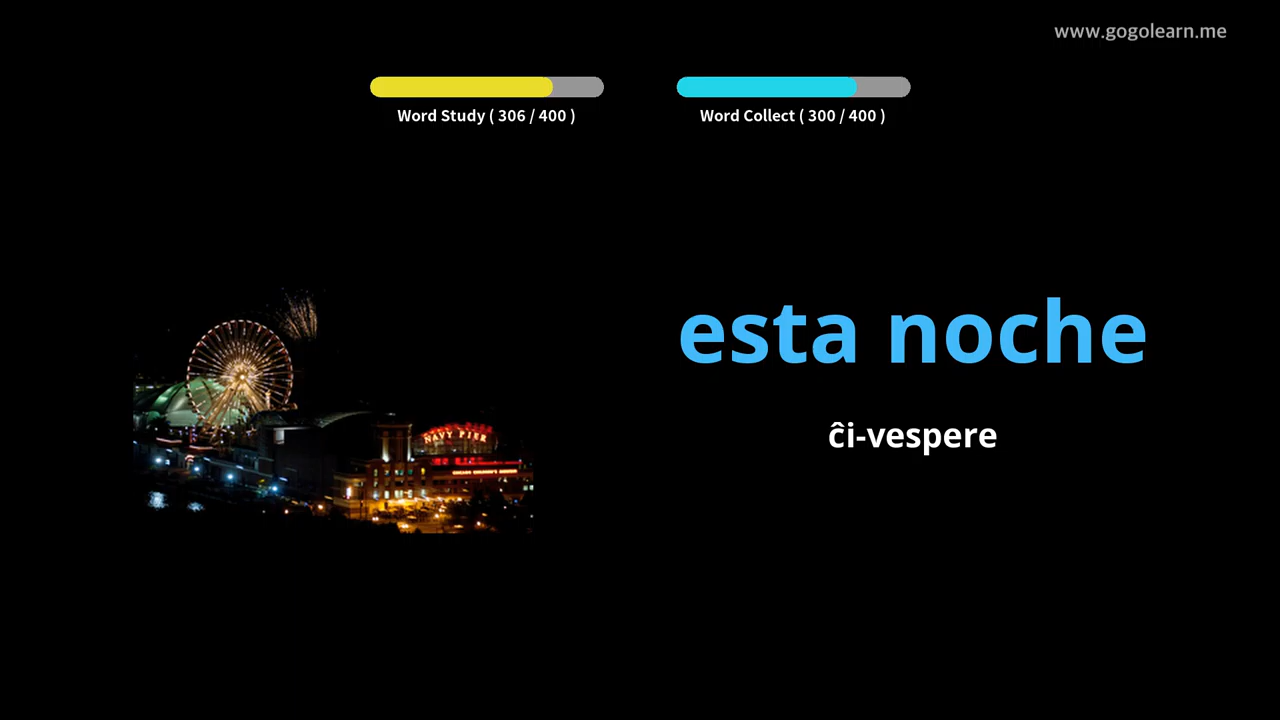 www.gogolearn.me
Word Study ( 306 / 400 )
Word Collect ( 300 / 400 )
esta noche
ĉi-vespere
NAVY PIER